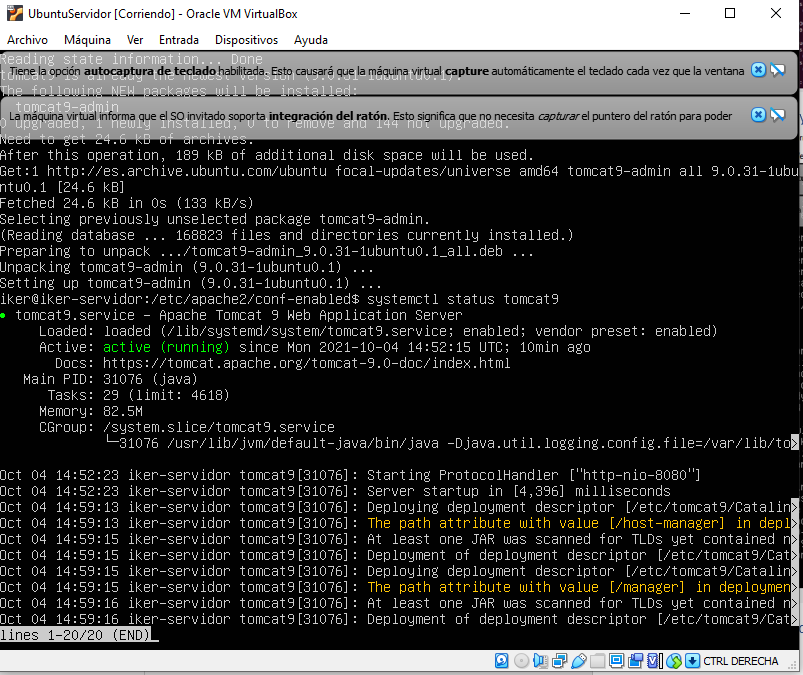 UbuntuServidor [Corriendo] - Oracle VM VirtualBox
Archivo Máquina Ver Entrada Dispositivos Ayuda
Reading state information... Done
Tiene la opción autocaptura de teclado habilitada. Esto causará que la máquina virtual capture automáticamente el teclado cada vez que la ventana
tomcat9 is already the newest version (9.0.31-1ubuntu0.1).
The following NEW packages will be installed:
tomcat9-admin
La máquina virtual informa que el SO invitado soporta integración del ratón. Esto significa que no necesita capturar el puntero del ratón para poder
0 upgraded, 1 newly installed, 0 to remove and 144 not upgraded.
Need to get 24.6 kB of archives.
After this operation, 189 kB of additional disk space will be used.
Get:1 http://es.archive.ubuntu.com/ubuntu focal-updates/universe amd64 tomcat9-admin all 9.0.31-1ubu
ntu0.1 [24.6 kB]
Fetched 24.6 kB in 0s (133 kB/s)
Selecting previously unselected package tomcat9-admin.
(Reading database ... 168823 files and directories currently installed.)
Preparing to unpack .../tomcat9-admin_9.0.31-1ubuntu0.1_all.deb ...
Unpacking tomcat9-admin (9.0.31-1ubuntu0.1) ...
Setting up tomcat9-admin (9.0.31-1ubuntu0.1) ...
iker@iker-servidor:/etc/apache2/conf-enabled$ systemctl status tomcat9
● tomcat9.service - Apache Tomcat 9 Web Application Server
Loaded: loaded (/lib/systemd/system/tomcat9.service; enabled; vendor preset: enabled)
Active: active (running) since Mon 2021-10-04 14:52:15 UTC; 10min ago
Docs: https://tomcat.apache.org/tomcat-9.0-doc/index.html
Main PID: 31076 (java)
Tasks: 29 (limit: 4618)
Memory: 82.5M
CGroup: /system.slice/tomcat9.service
└─31076 /usr/lib/jvm/default-java/bin/java -Djava.util.logging.config.file=/var/lib/to>
Oct 04 14:52:23 iker-servidor tomcat9[31076]: Starting ProtocolHandler ["http-nio-8080"]
Oct 04 14:52:23 iker-servidor tomcat9[31076]: Server startup in [4,396] milliseconds
Oct 04 14:59:13 iker-servidor tomcat9[31076]: Deploying deployment descriptor [/etc/tomcat9/Catalin>
Oct 04 14:59:13 iker-servidor tomcat9[31076]: The path attribute with value [/host-manager] in depl>
Oct 04 14:59:15 iker-servidor tomcat9[31076]: At least one JAR was scanned for TLDs yet contained n>
Oct 04 14:59:15 iker-servidor tomcat9[31076]: Deployment of deployment descriptor [/etc/tomcat9/Cat>
Oct 04 14:59:15 iker-servidor tomcat9[31076]: Deploying deployment descriptor [/etc/tomcat9/Catalin>
Oct 04 14:59:15 iker-servidor tomcat9[31076]: The path attribute with value [/manager] in deploymen>
Oct 04 14:59:16 iker-servidor tomcat9[31076]: At least one JAR was scanned for TLDs yet contained n>
Oct 04 14:59:16 iker-servidor tomcat9[31076]: Deployment of deployment descriptor [/etc/tomcat9/Cat>
lines 1-20/20 (END)
CTRL DERECHA